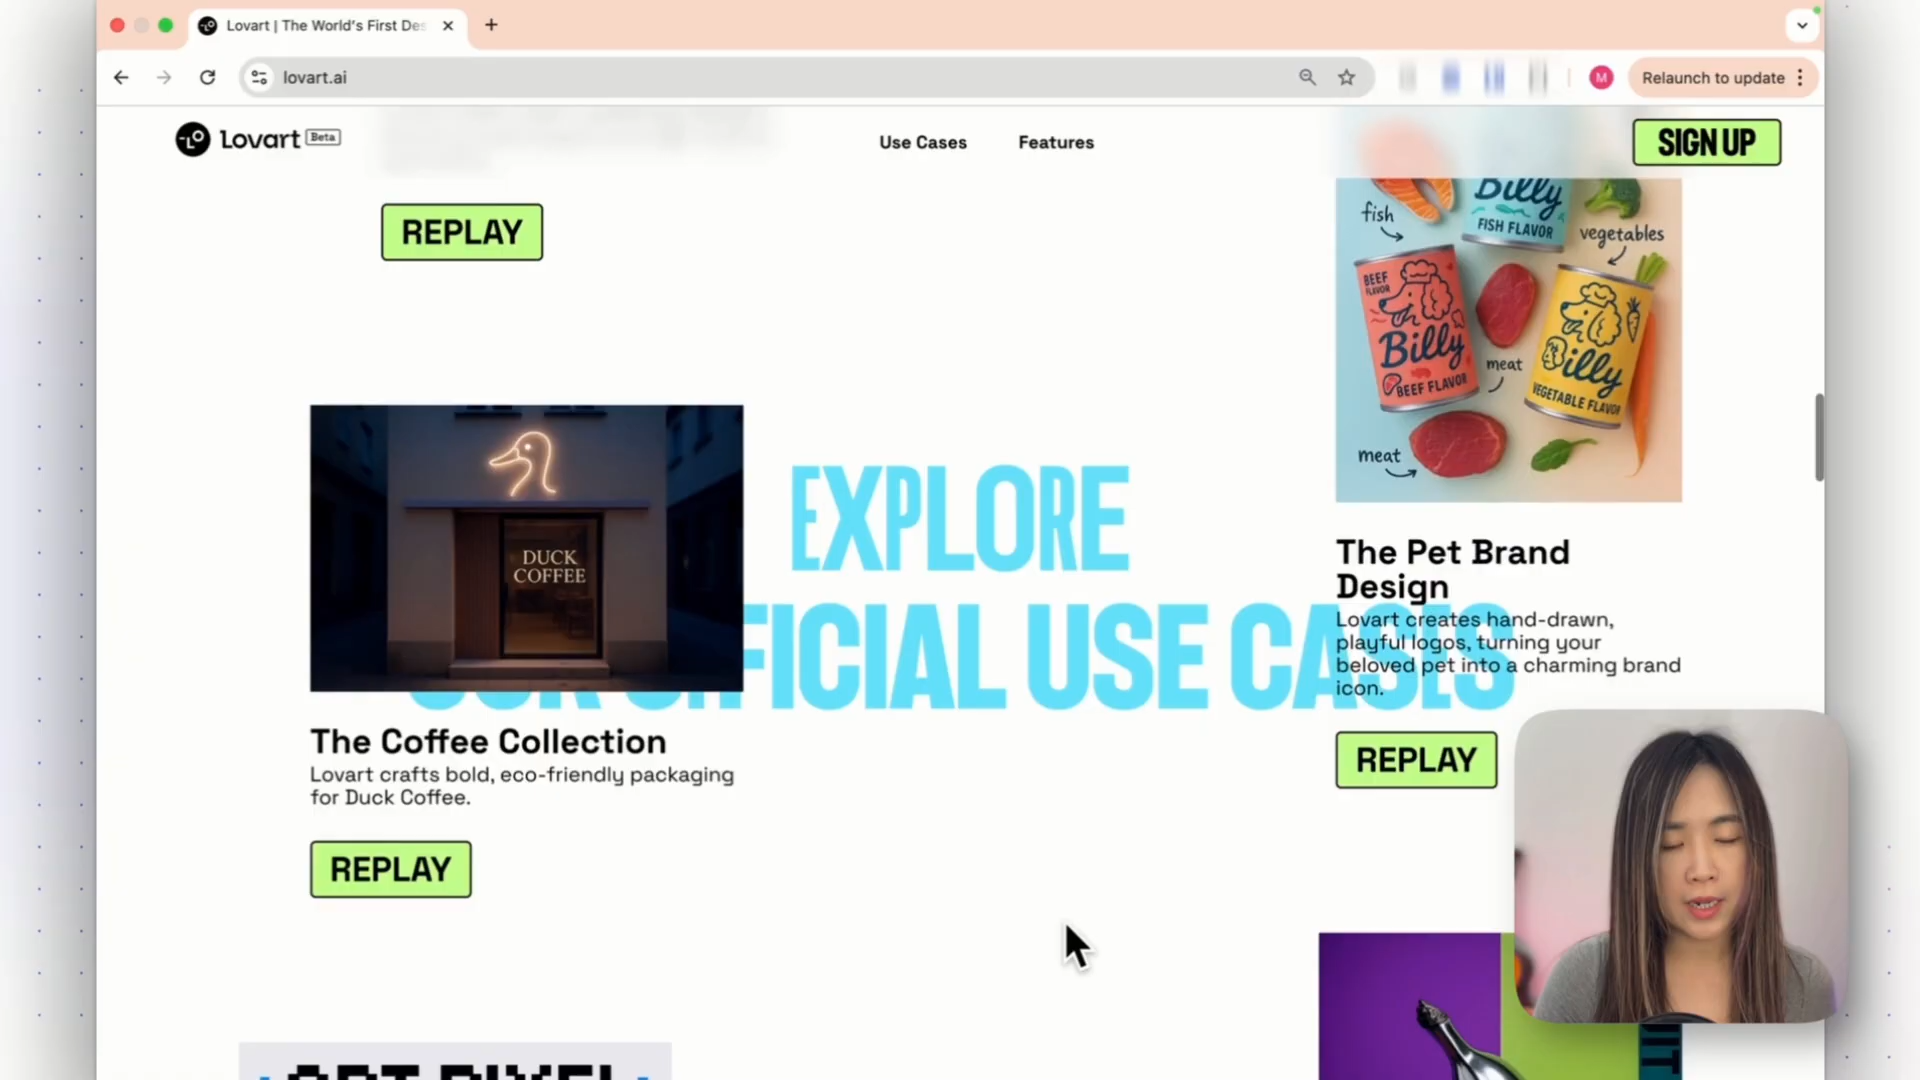 Lovart | The World's First Des
lovart.ai
M
Relaunch to update
Lovart
Beta
Use Cases
Features
SIGN UP
REPLAY
Billy
FISH FLAVOR
fish
vegetables
BEEF
FLAVOR
Billy
BEEF FLAVOR
meat
Billy
VEGETABLE FLAVOR
meat
DUCK
COFFEE
EXPLORE
OUR OFFICIAL USE CASES
The Pet Brand
Design
Lovart creates hand-drawn,
playful logos, turning your
beloved pet into a charming brand
icon.
REPLAY
The Coffee Collection
Lovart crafts bold, eco-friendly packaging
for Duck Coffee.
REPLAY